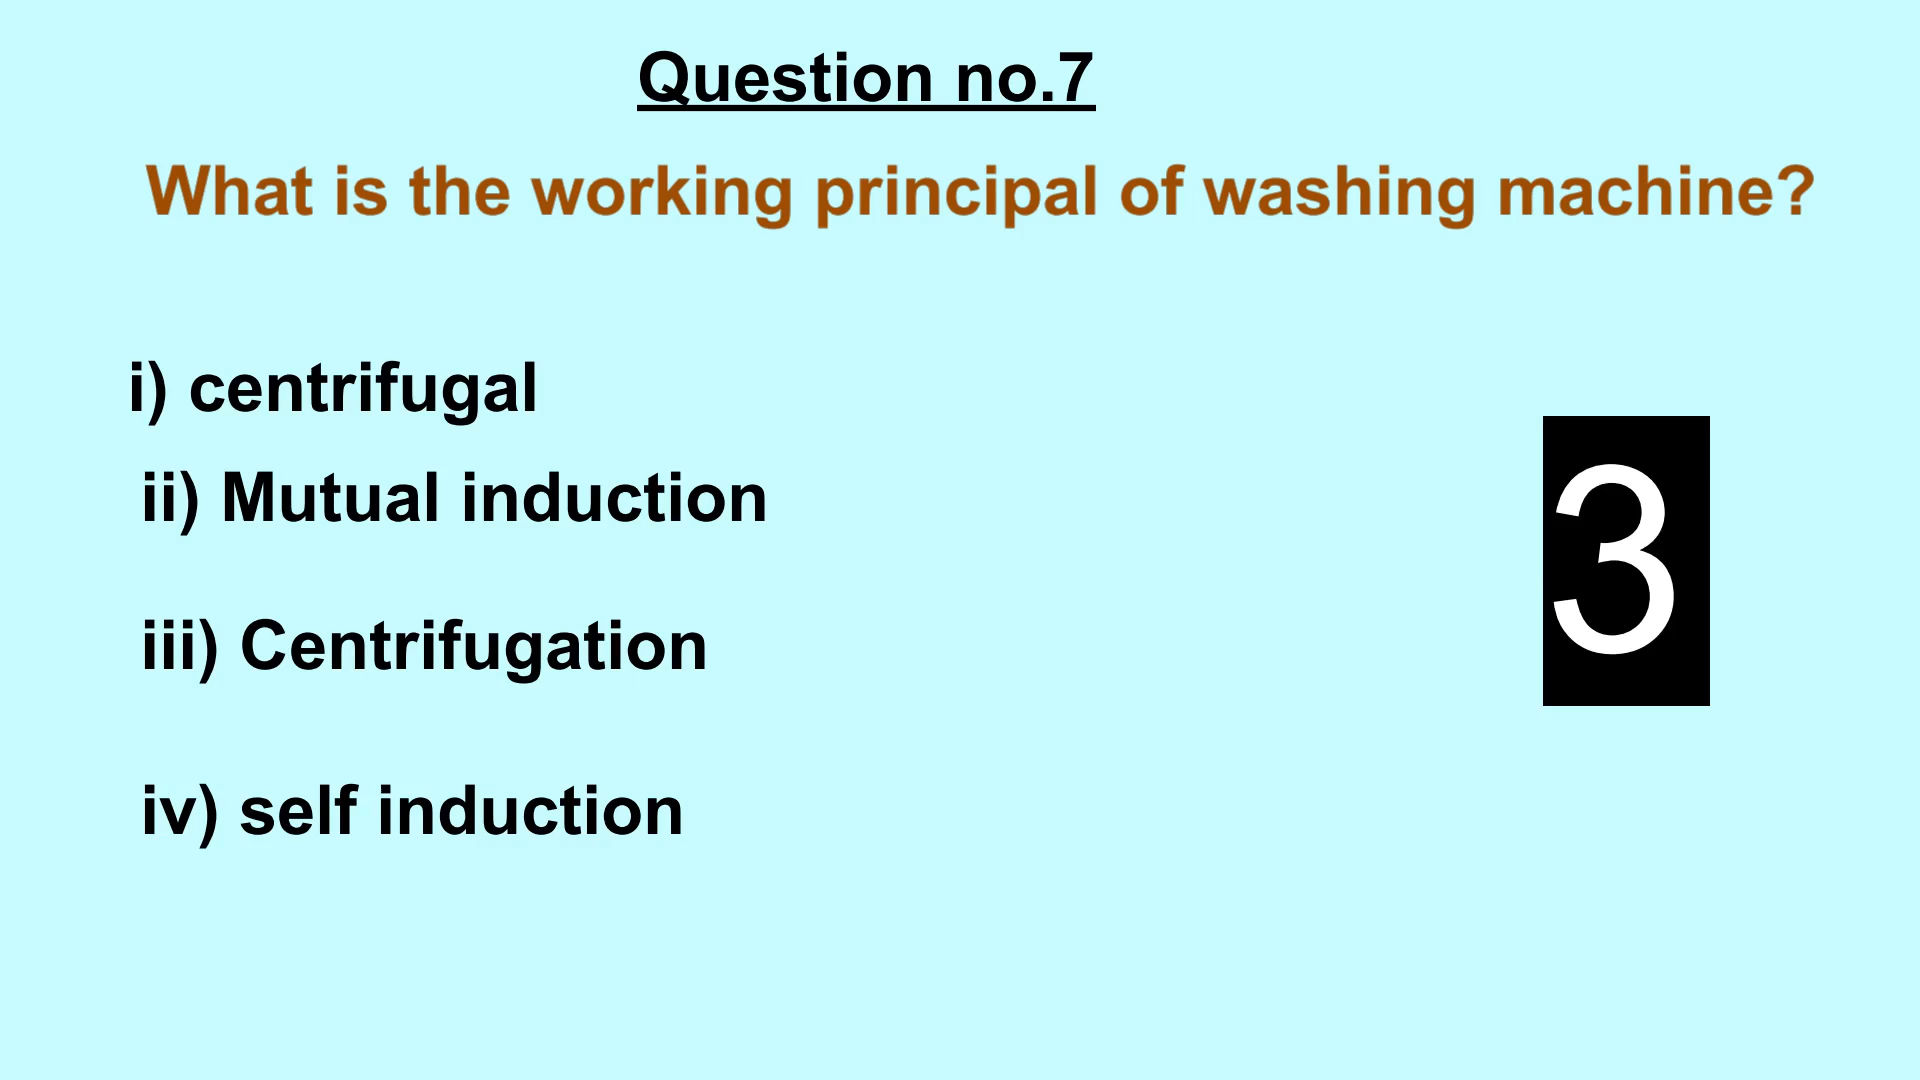 Question no.7
What is the working principal of washing machine?
i) centrifugal
ii) Mutual induction
3
iii) Centrifugation
iv) self induction